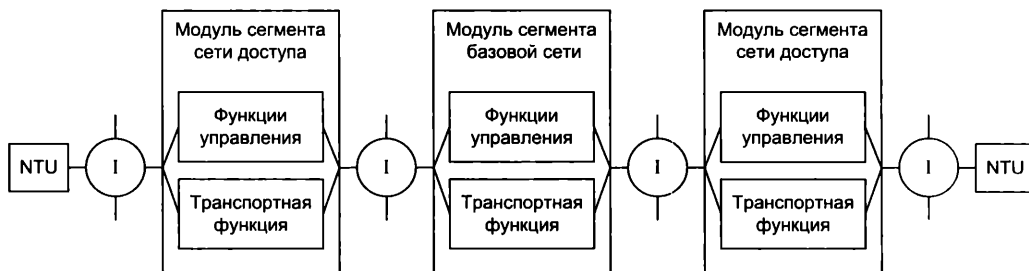 Модуль сегмента
сети доступа
Модуль сегмента
базовой сети
Модуль сегмента
сети доступа
Функции
управления
Функции
управления
Функции
управления
NTU
I
I
I
I
NTU
Транспортная
функция
Транспортная
функция
Транспортная
функция